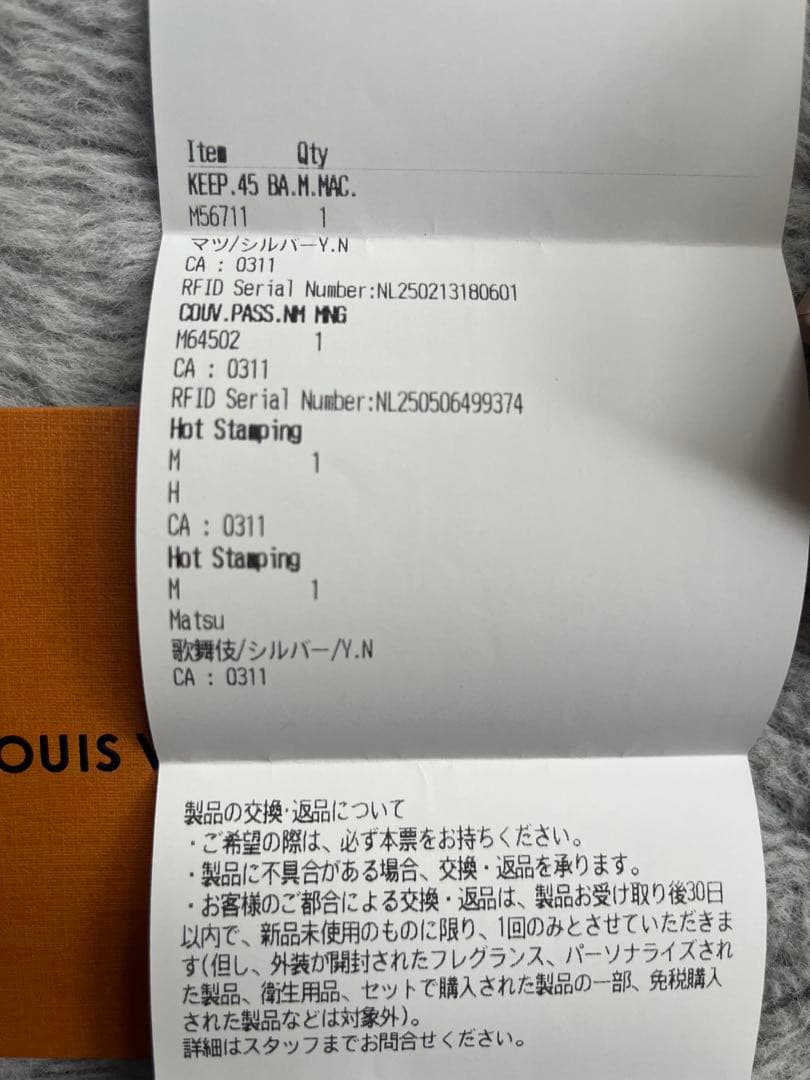 Item Qty
KEEP.45 BA.M.MAC.
M56711 1
マツ/シルバーY.N
CA : 0311
RFID Serial Number:NL250213180601
COUV.PASS.NM MNG
M64502 1
CA : 0311
RFID Serial Number:NL250506499374
Hot Stamping
M 1
H
CA : 0311
Hot Stamping
M 1
Matsu
歌舞伎/シルバー/Y.N
CA : 0311
OUIS V
製品の交換・返品について
・ご希望の際は、必ず本票をお持ちください。
・製品に不具合がある場合、交換・返品を承ります。
・お客様のご都合による交換・返品は、製品お受け取り後30日
以内で、新品未使用のものに限り、1回のみとさせていただきま
す(但し、外装が開封されたフレグランス、パーソナライズされ
た製品、衛生用品、セットで購入された製品の一部、免税購入
された製品などは対象外)。
詳細はスタッフまでお問合せください。